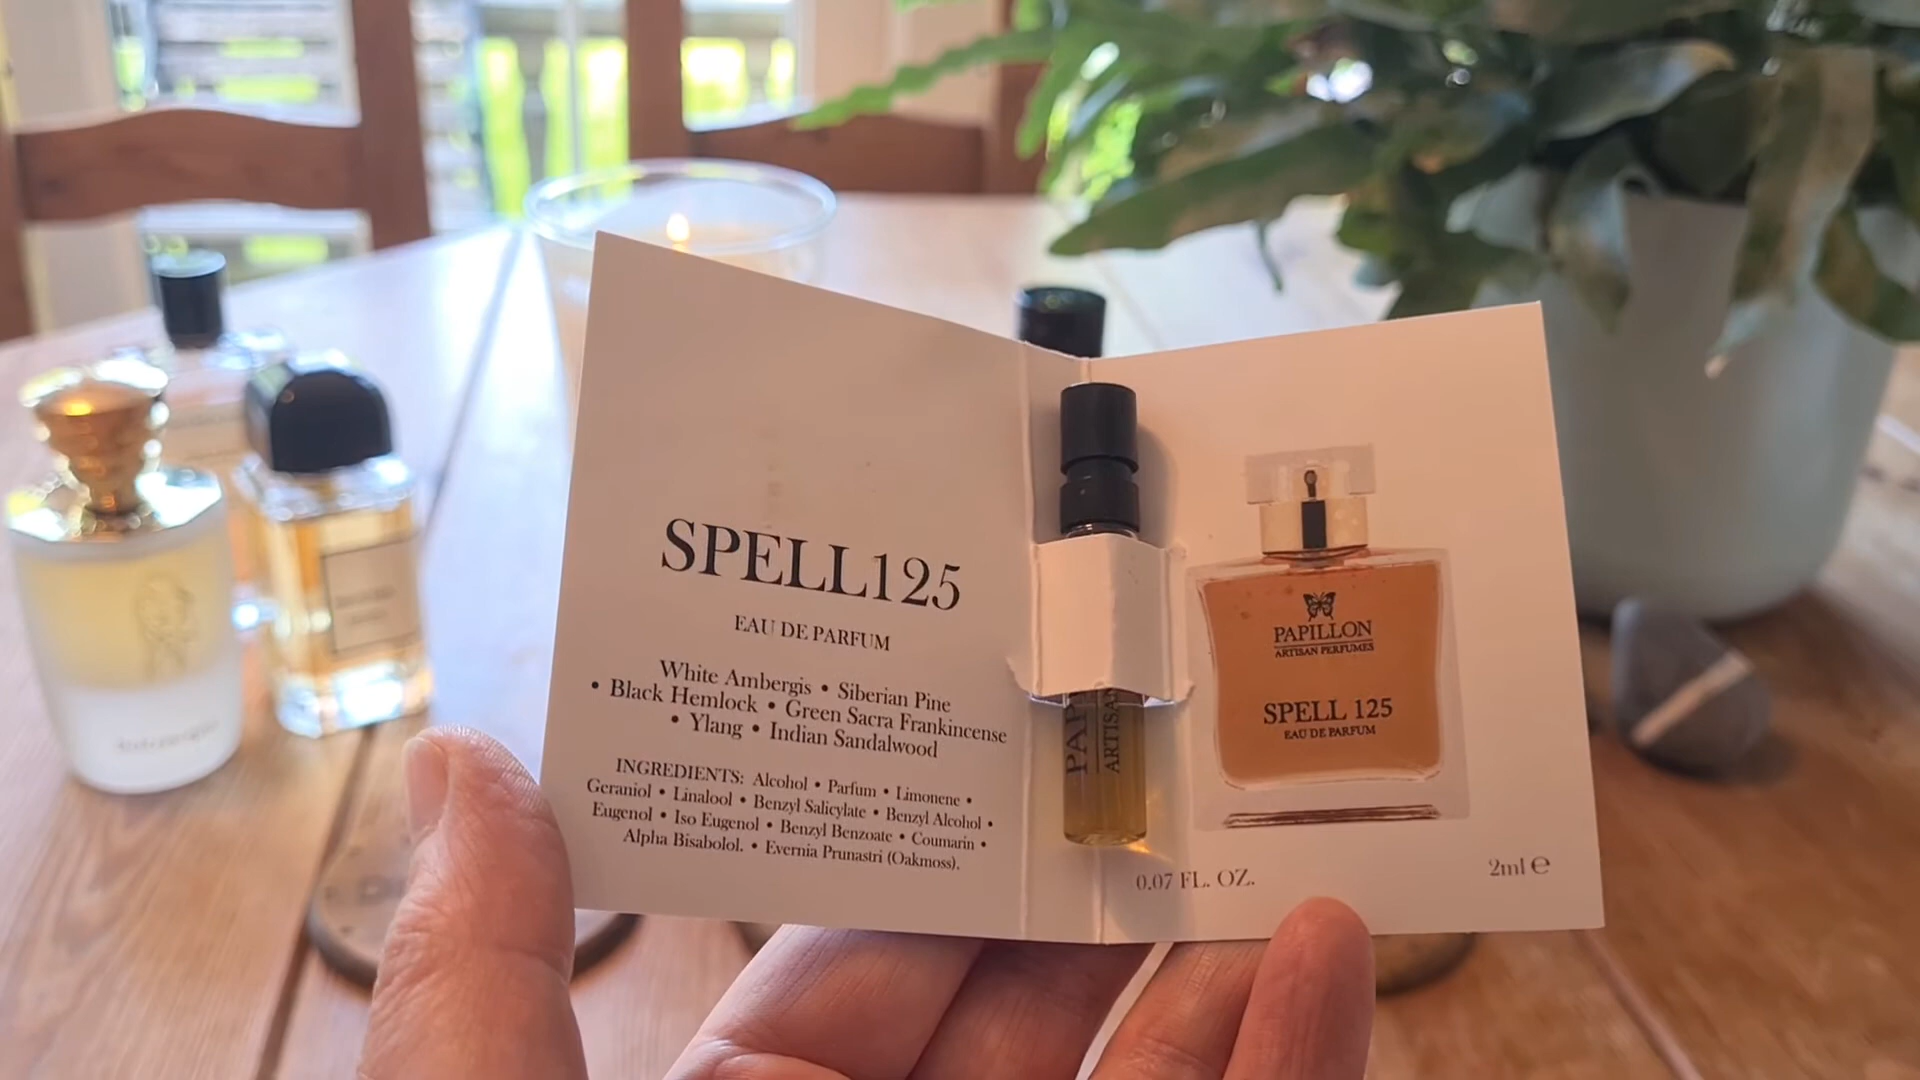 SPELL125
EAU DE PARFUM
White Ambergis • Siberian Pine
• Black Hemlock • Green Sacra Frankincense
• Ylang • Indian Sandalwood
INGREDIENTS: Alcohol • Parfum • Limonene •
Geraniol • Linalool • Benzyl Salicylate • Benzyl Alcohol •
Eugenol • Iso Eugenol • Benzyl Benzoate • Coumarin •
Alpha Bisabolol. • Evernia Prunastri (Oakmoss).
PAP
ARTISAN
PAPILLON
ARTISAN PERFUMES
SPELL 125
EAU DE PARFUM
0.07 FL. OZ.
2ml ℮